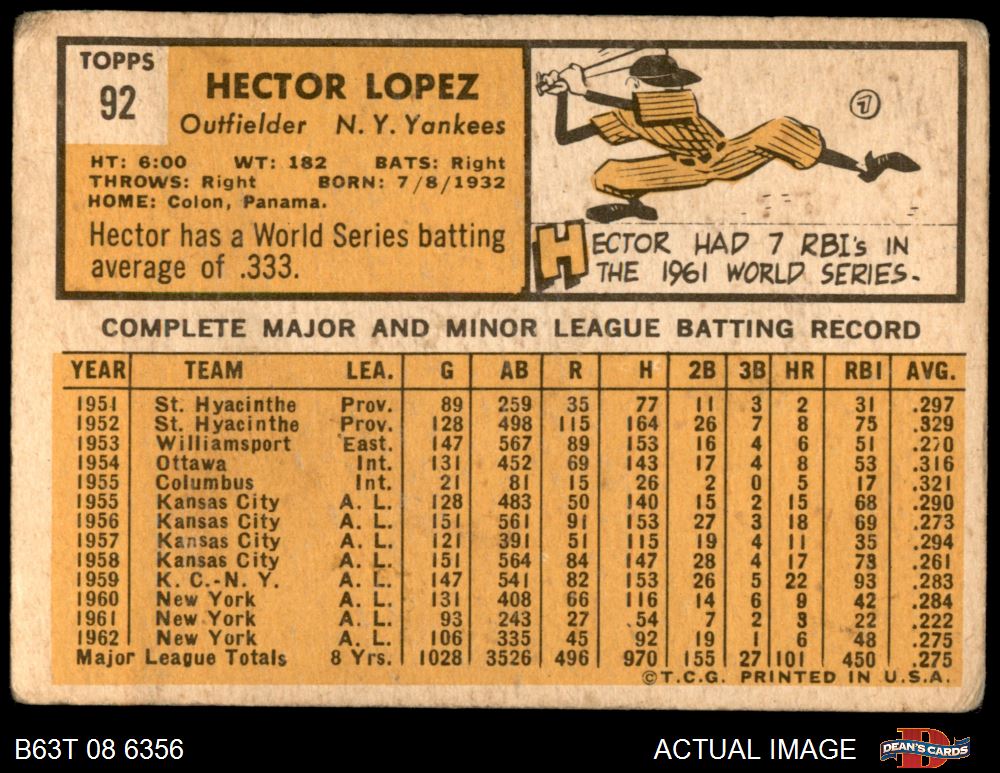 TOPPS
92
HECTOR LOPEZ
Outfielder N. Y. Yankees
HT: 6:00 WT: 182 BATS: Right
THROWS: Right BORN: 7/8/1932
HOME: Colon, Panama.
Hector has a World Series batting
average of .333.
7
HECTOR HAD 7 RBI's IN
THE 1961 WORLD SERIES.
COMPLETE MAJOR AND MINOR LEAGUE BATTING RECORD
YEAR TEAM LEA. G AB R H 2B 3B HR RBI AVG.
1951 St. Hyacinthe Prov. 89 259 35 77 11 3 2 31 .297
1952 St. Hyacinthe Prov. 128 498 115 164 26 7 8 75 .329
1953 Williamsport East. 147 567 89 153 16 4 6 51 .270
1954 Ottawa Int. 131 452 69 143 17 4 8 53 .316
1955 Columbus Int. 21 81 15 26 2 0 5 17 .321
1955 Kansas City A. L. 128 483 50 140 15 2 15 68 .290
1956 Kansas City A. L. 151 561 91 153 27 3 18 69 .273
1957 Kansas City A. L. 121 391 51 115 19 4 11 35 .294
1958 Kansas City A. L. 151 564 84 147 28 4 17 73 .261
1959 K. C.-N. Y. A. L. 147 541 82 153 26 5 22 93 .283
1960 New York A. L. 131 408 66 116 14 6 9 42 .284
1961 New York A. L. 93 243 27 54 7 2 3 22 .222
1962 New York A. L. 106 335 45 92 19 1 6 48 .275
Major League Totals 8 Yrs. 1028 3526 496 970 155 27 101 450 .275
©T.C.G. PRINTED IN U.S.A.
B63T 08 6356 ACTUAL IMAGE DEAN'S CARDS